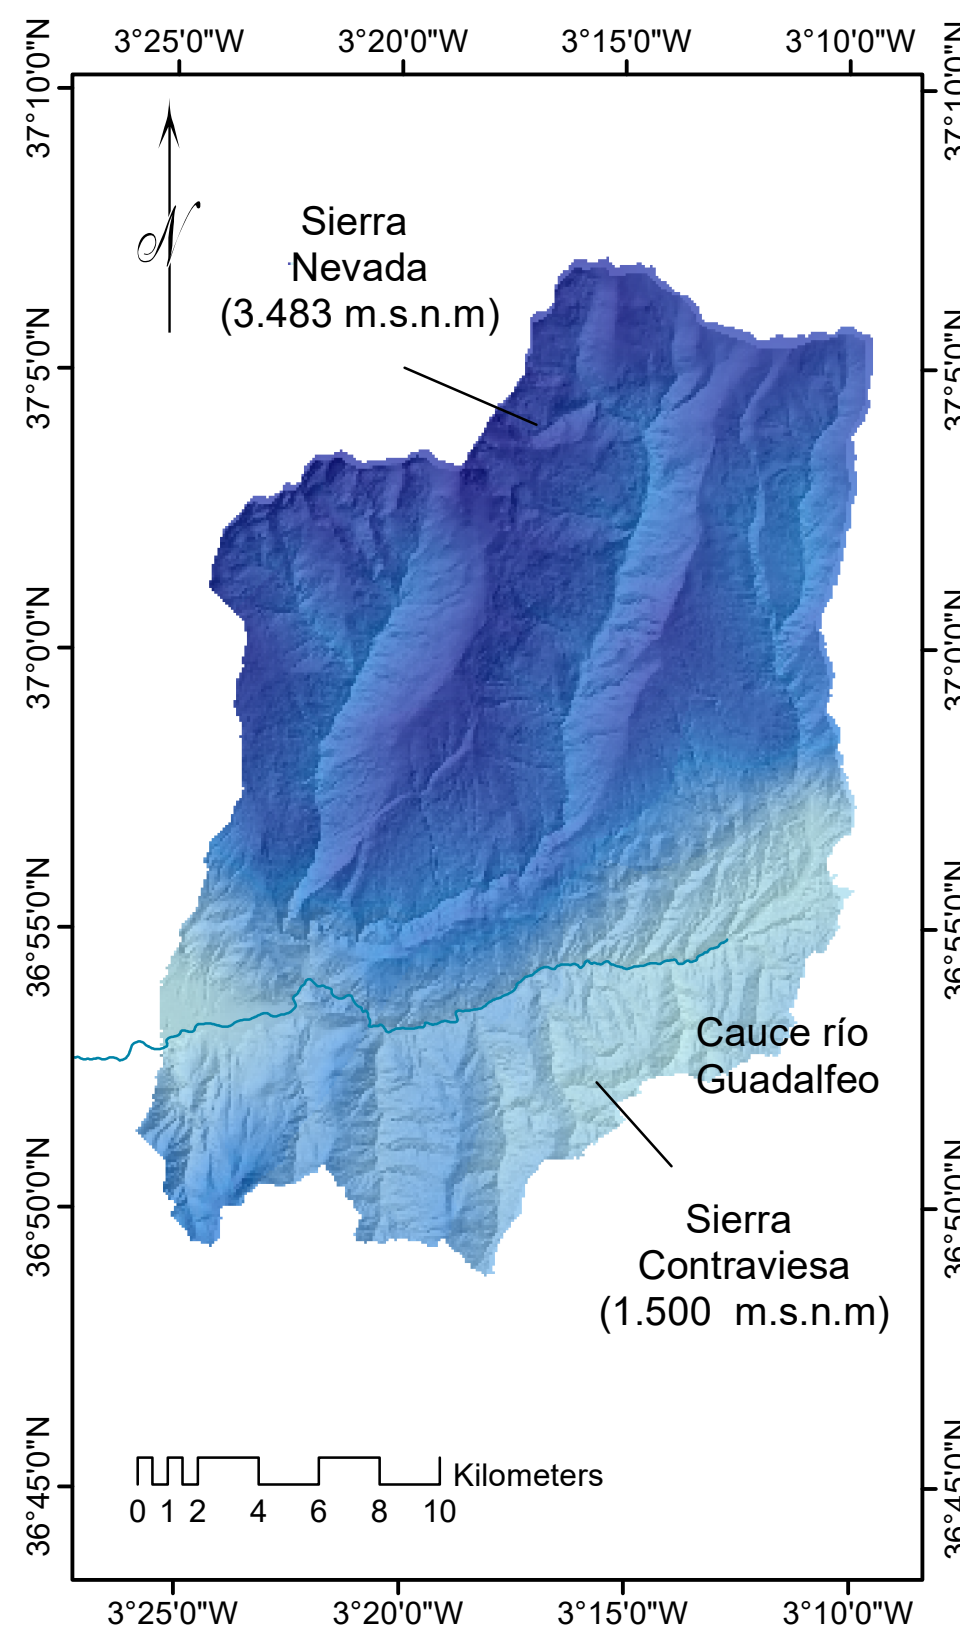 3°25'0"W 3°20'0"W 3°15'0"W 3°10'0"W
37°10'0"N
37°10'0"N
N
Sierra
Nevada
(3.483 m.s.n.m)
37°5'0"N
37°5'0"N
37°0'0"N
37°0'0"N
36°55'0"N
36°55'0"N
Cauce río
Guadalfeo
36°50'0"N
36°50'0"N
Sierra
Contraviesa
(1.500 m.s.n.m)
36°45'0"N
36°45'0"N
Kilometers
0 1 2 4 6 8 10
3°25'0"W 3°20'0"W 3°15'0"W 3°10'0"W